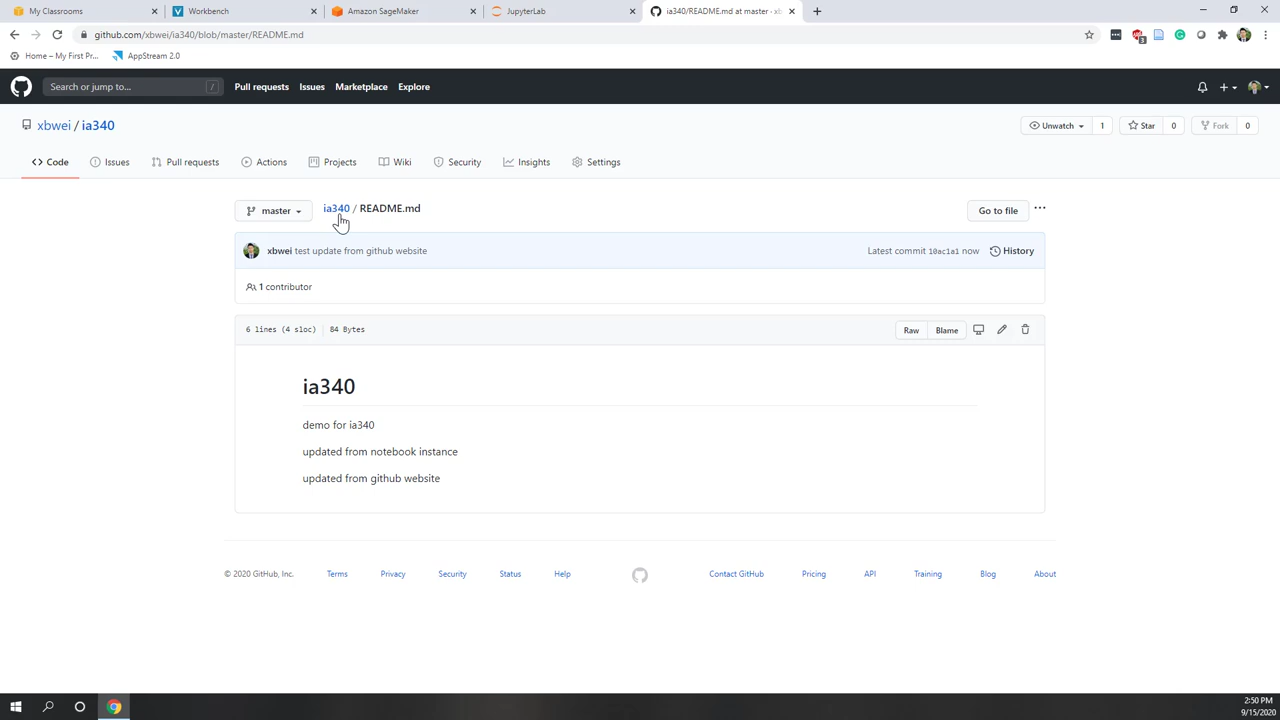 My Classrooms
Workbench
Amazon SageMaker
JupyterLab
ia340/README.md at master · xb
github.com/xbwei/ia340/blob/master/README.md
3
Home – My First Pr...
AppStream 2.0
Search or jump to...
/
Pull requests
Issues
Marketplace
Explore
xbwei / ia340
Unwatch
1
Star
0
Fork
0
Code
Issues
Pull requests
Actions
Projects
Wiki
Security
Insights
Settings
master
ia340 / README.md
Go to file
xbwei test update from github website
Latest commit 10ac1a1 now
History
1 contributor
6 lines (4 sloc)
84 Bytes
Raw
Blame
ia340
demo for ia340
updated from notebook instance
updated from github website
© 2020 GitHub, Inc.
Terms
Privacy
Security
Status
Help
Contact GitHub
Pricing
API
Training
Blog
About
2:50 PM
9/15/2020